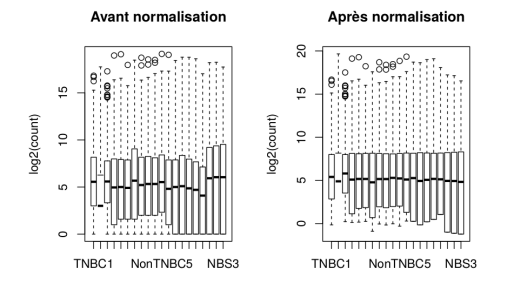 Avant normalisation
log2(count)
0 5 10 15
TNBC1 NonTNBC5 NBS3
Après normalisation
log2(count)
0 5 10 15 20
TNBC1 NonTNBC5 NBS3